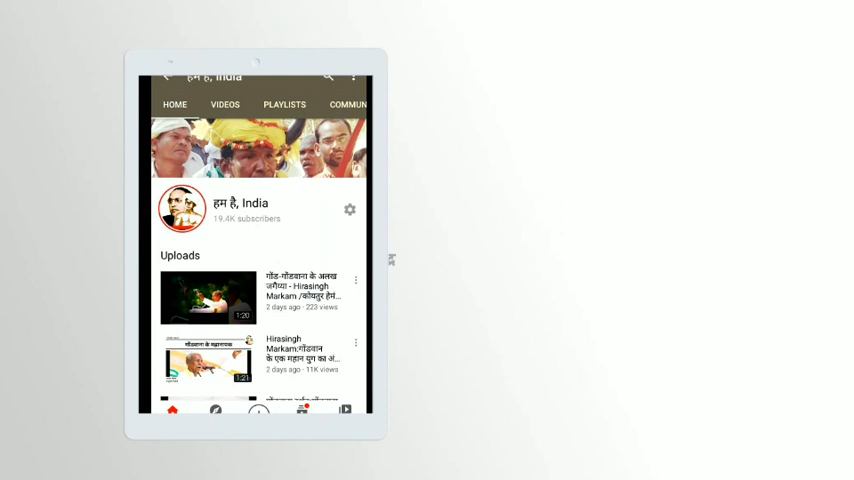 हम है, India
HOME VIDEOS PLAYLISTS COMMUN
हम है, India
19.4K subscribers
Uploads
गोंड-गोंडवाना के अलख
जगैय्या - Hirasingh
Markam /कोयतुर हेमं...
2 days ago · 223 views
1:20
गोंडवाना के महानायक
Hirasingh
Markam:गोंडवान
के एक महान युग का अं...
2 days ago · 11K views
1:21